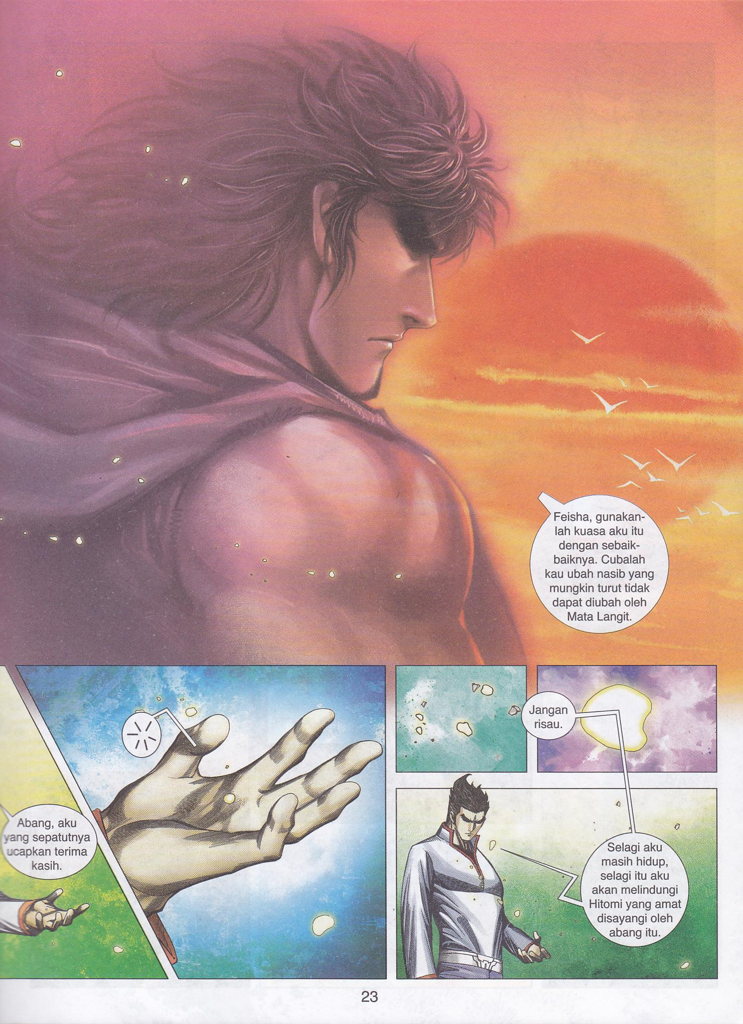 Feisha, gunakan-
lah kuasa aku itu
dengan sebaik-
baiknya. Cubalah
kau ubah nasib yang
mungkin turut tidak
dapat diubah oleh
Mata Langit.
Abang, aku
yang sepatutnya
ucapkan terima
kasih.
Jangan
risau.
Selagi aku
masih hidup,
selagi itu aku
akan melindungi
Hitomi yang amat
disayangi oleh
abang itu.
23